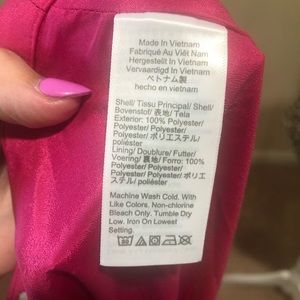 Made In Vietnam
Fabriqué Au Viêt Nam
Hergestellt In Vietnam
Vervaardigd In Vietnam
ベトナム製
hecho en vietnam
Shell/ Tissu Principal/ Shell/
Bovenstof/ 表地/ Tela
Exterior: 100% Polyester/
Polyester/ Polyester/
Polyester/ ポリエステル/
poliéster
Lining/ Doublure/ Futter/
Voering/ 裏地/ Forro: 100%
Polyester/ Polyester/
Polyester/ Polyester/ ポリエ
ステル/ poliéster
Machine Wash Cold. With
Like Colors. Non-chlorine
Bleach Only. Tumble Dry
Low. Iron On Lowest
Setting.